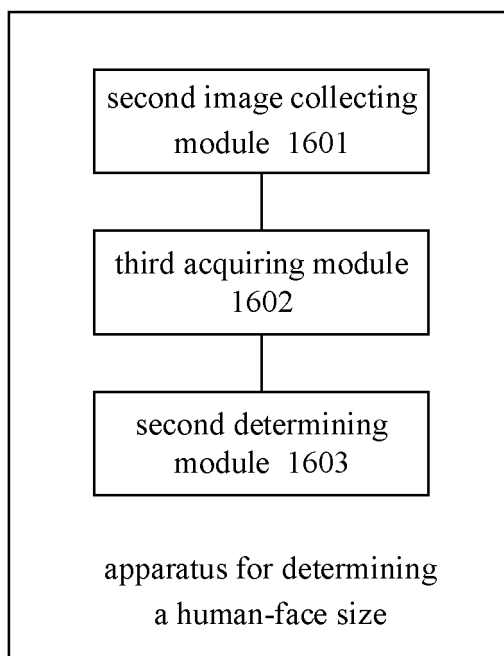 second image collecting
module 1601
third acquiring module
1602
second determining
module 1603
apparatus for determining
a human-face size